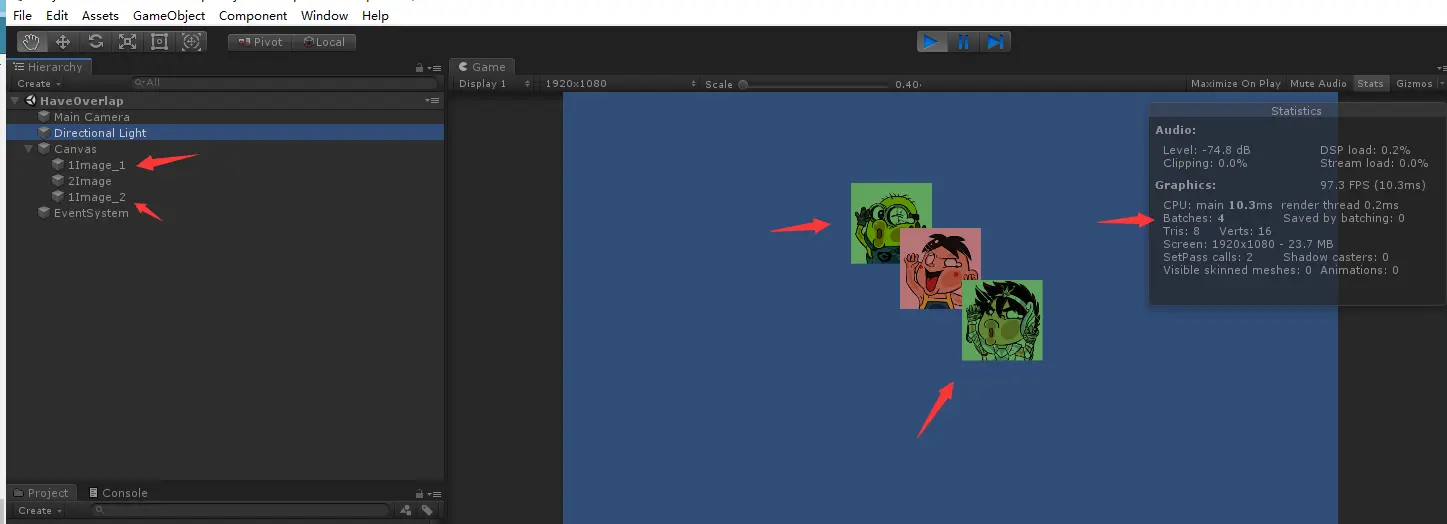 File Edit Assets GameObject Component Window Help
Pivot Local
Hierarchy
Create All
HaveOverlap
Main Camera
Directional Light
Canvas
1Image_1
2Image
1Image_2
EventSystem
Project Console
Create
Game
Display 1 1920x1080 Scale 0.40 Maximize On Play Mute Audio Stats Gizmos
Statistics
Audio:
Level: -74.8 dB DSP load: 0.2%
Clipping: 0.0% Stream load: 0.0%
Graphics: 97.3 FPS (10.3ms)
CPU: main 10.3ms render thread 0.2ms
Batches: 4 Saved by batching: 0
Tris: 8 Verts: 16
Screen: 1920x1080 - 23.7 MB
SetPass calls: 2 Shadow casters: 0
Visible skinned meshes: 0 Animations: 0